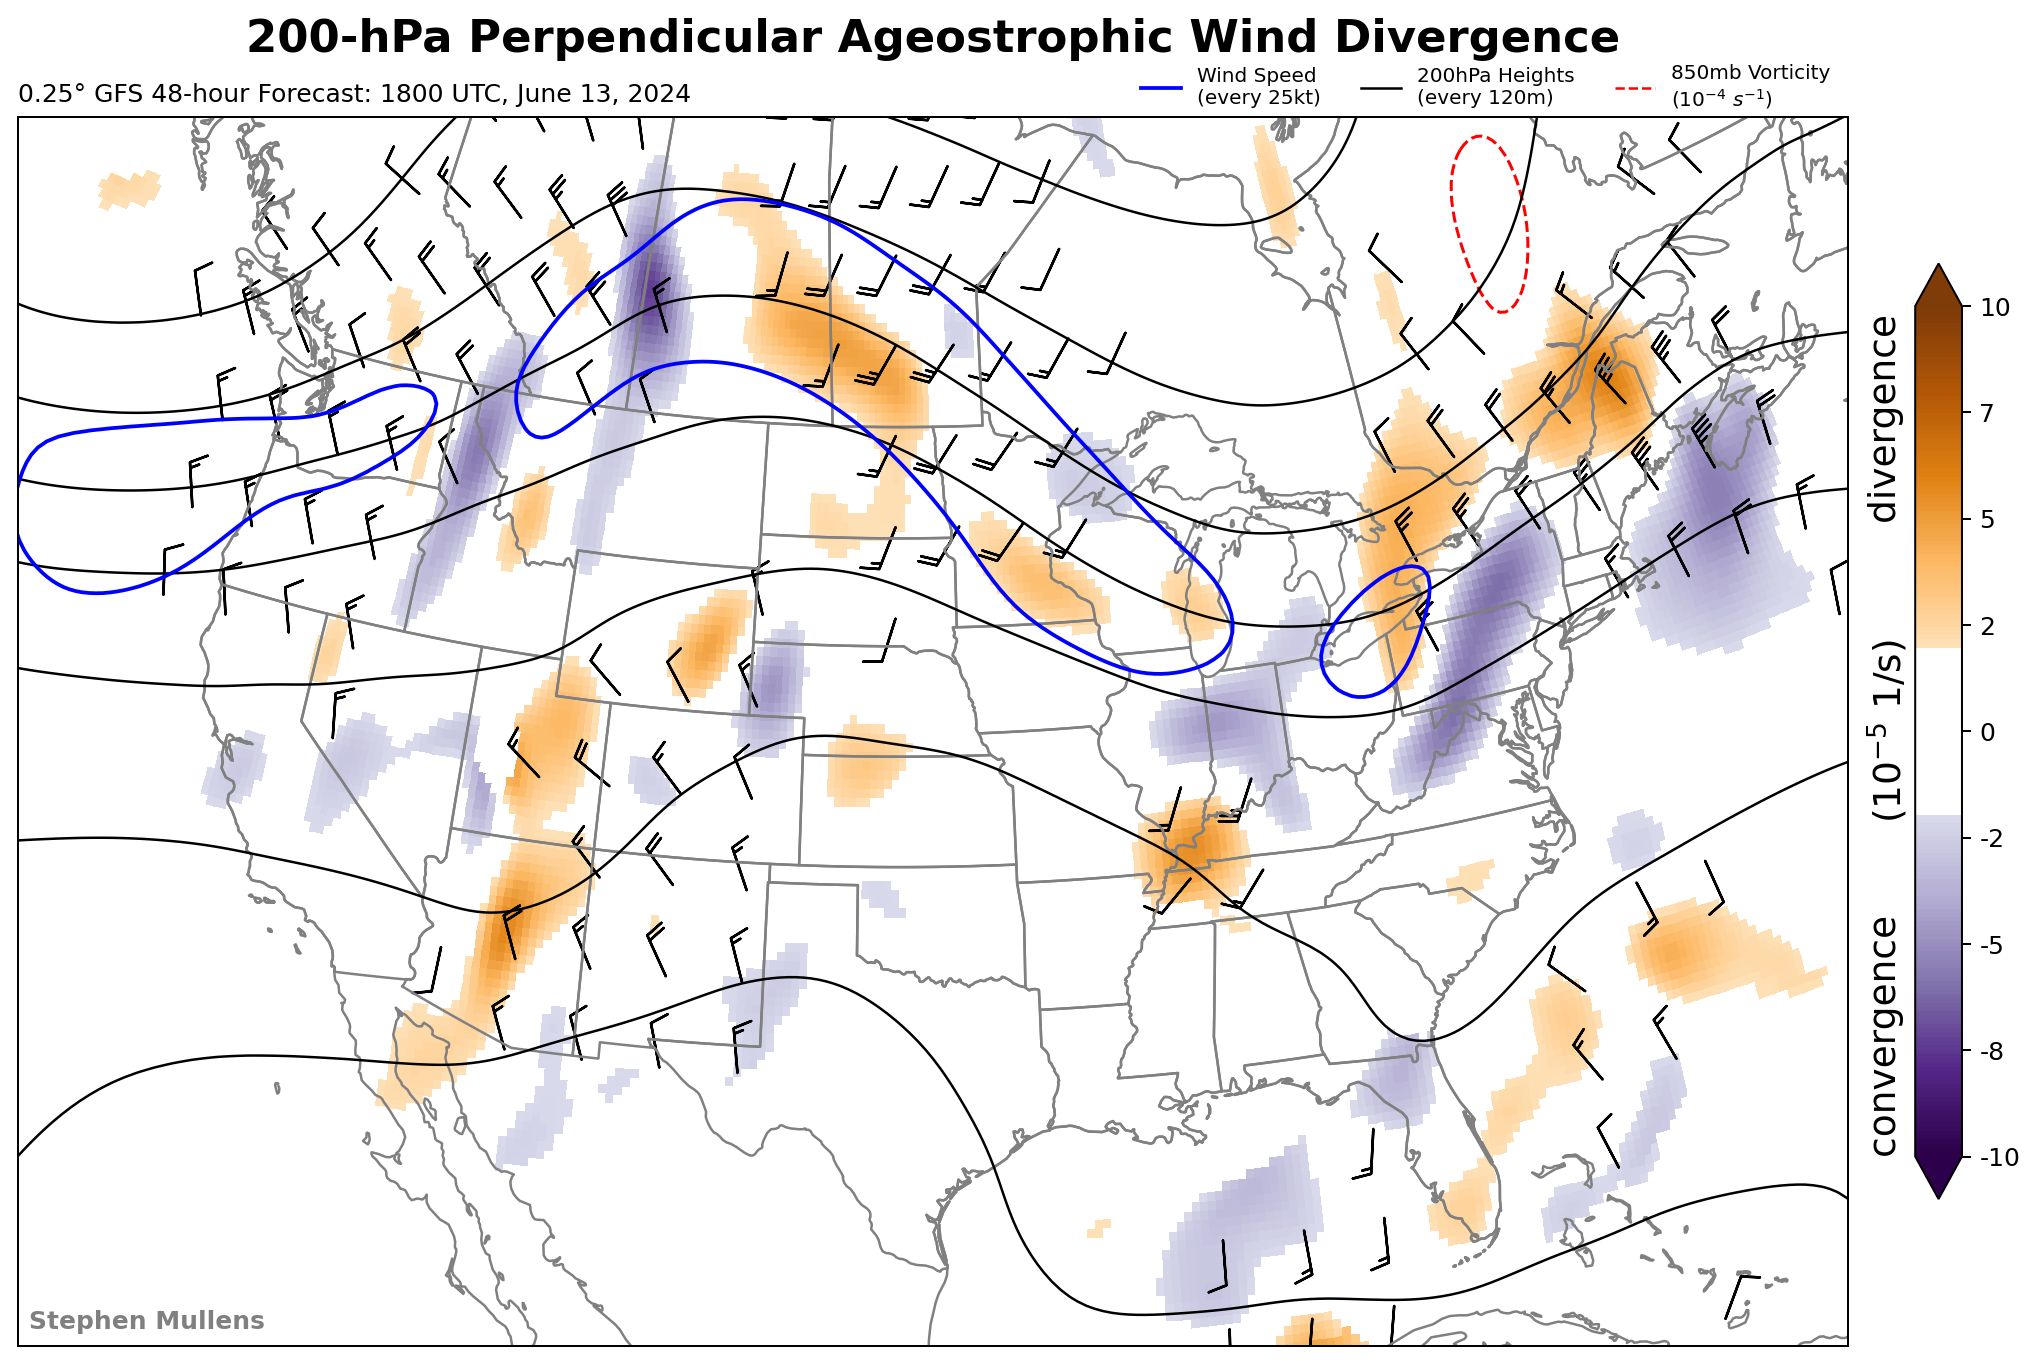 200-hPa Perpendicular Ageostrophic Wind Divergence
0.25° GFS 48-hour Forecast: 1800 UTC, June 13, 2024
Wind Speed
(every 25kt)
200hPa Heights
(every 120m)
850mb Vorticity
(10⁻⁴ s⁻¹)
10
7
5
2
0
-2
-5
-8
-10
convergence (10⁻⁵ 1/s) divergence
Stephen Mullens